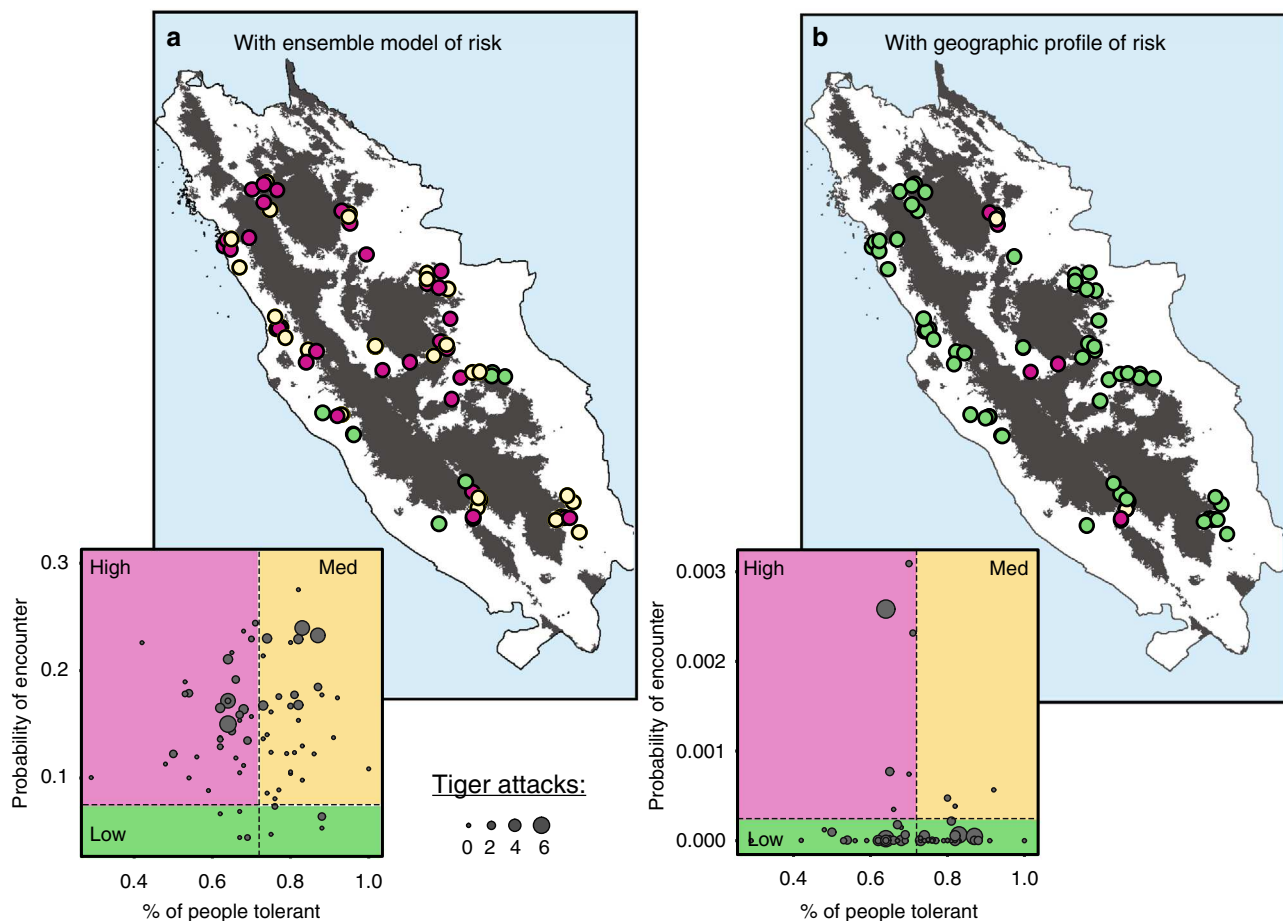 a
With ensemble model of risk
b
With geographic profile of risk
High
Med
Low
0.3
0.2
0.1
Probability of encounter
0.4
0.6
0.8
1.0
% of people tolerant
Tiger attacks:
0
2
4
6
High
Med
Low
0.003
0.002
0.001
0.000
Probability of encounter
0.4
0.6
0.8
1.0
% of people tolerant